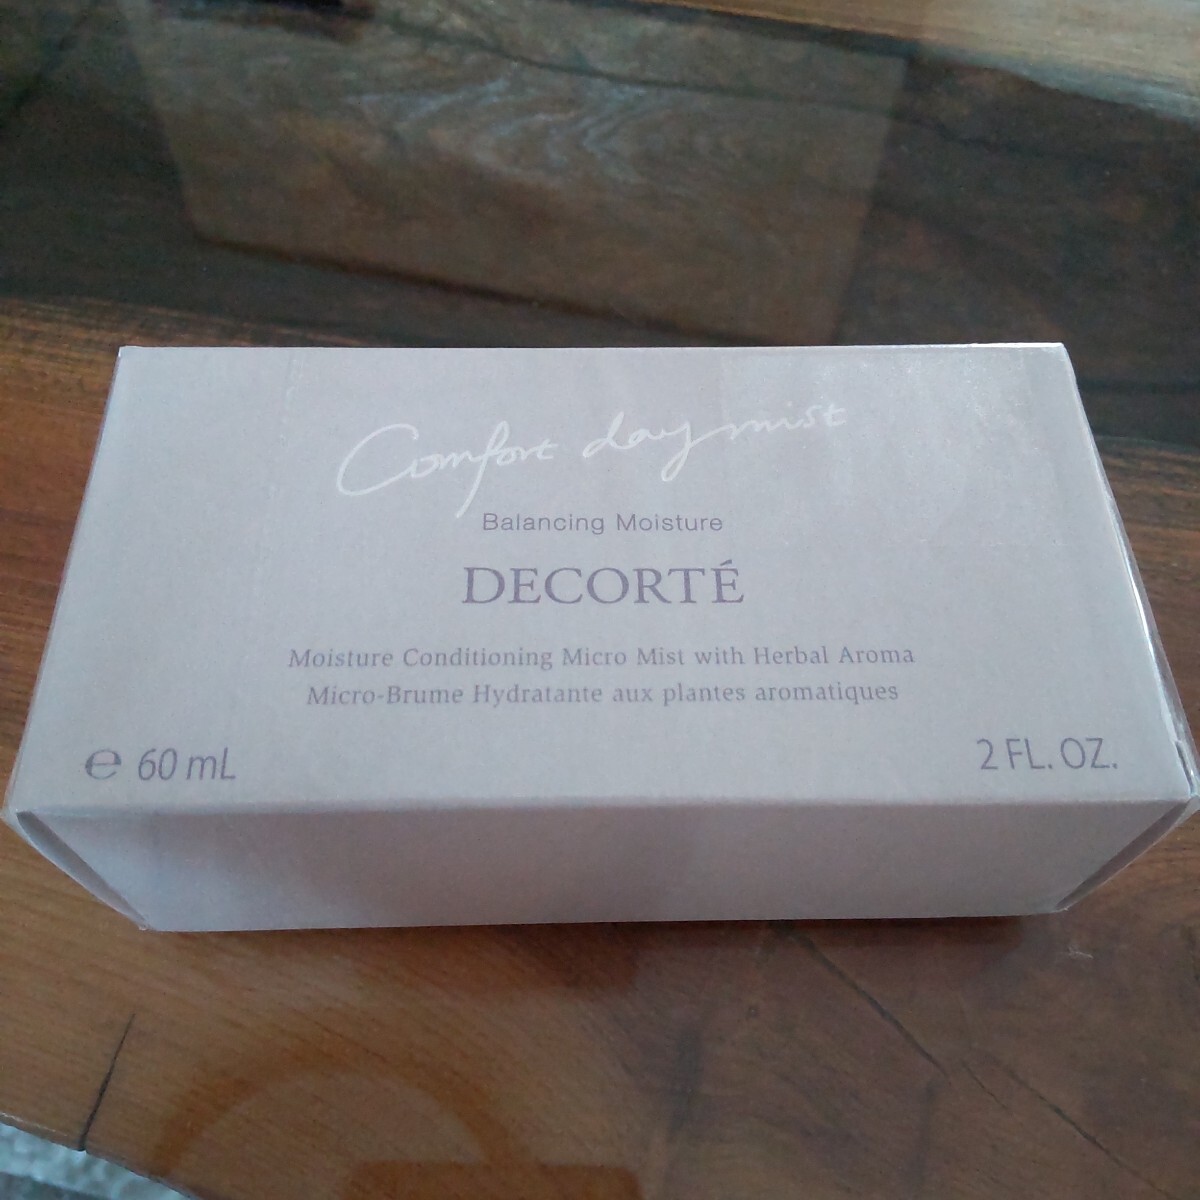 Comfort day mist
Balancing Moisture
DECORTÉ
Moisture Conditioning Micro Mist with Herbal Aroma
Micro-Brume Hydratante aux plantes aromatiques
℮ 60 mL
2 FL. OZ.